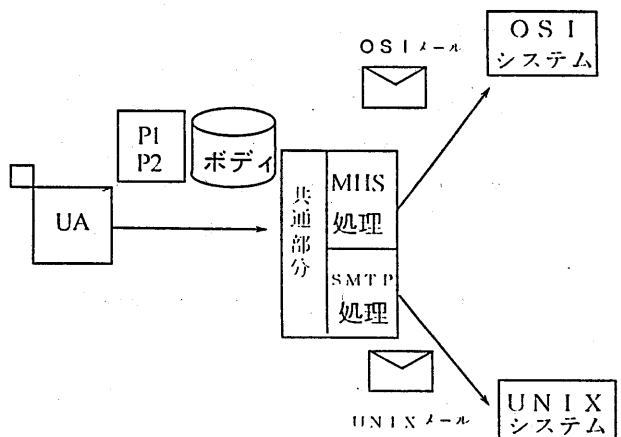 OSI
システム
OSIメール
P1
P2
ボディ
UA
共通部分
MHS
処理
SMTP
処理
UNIXメール
UNIX
システム